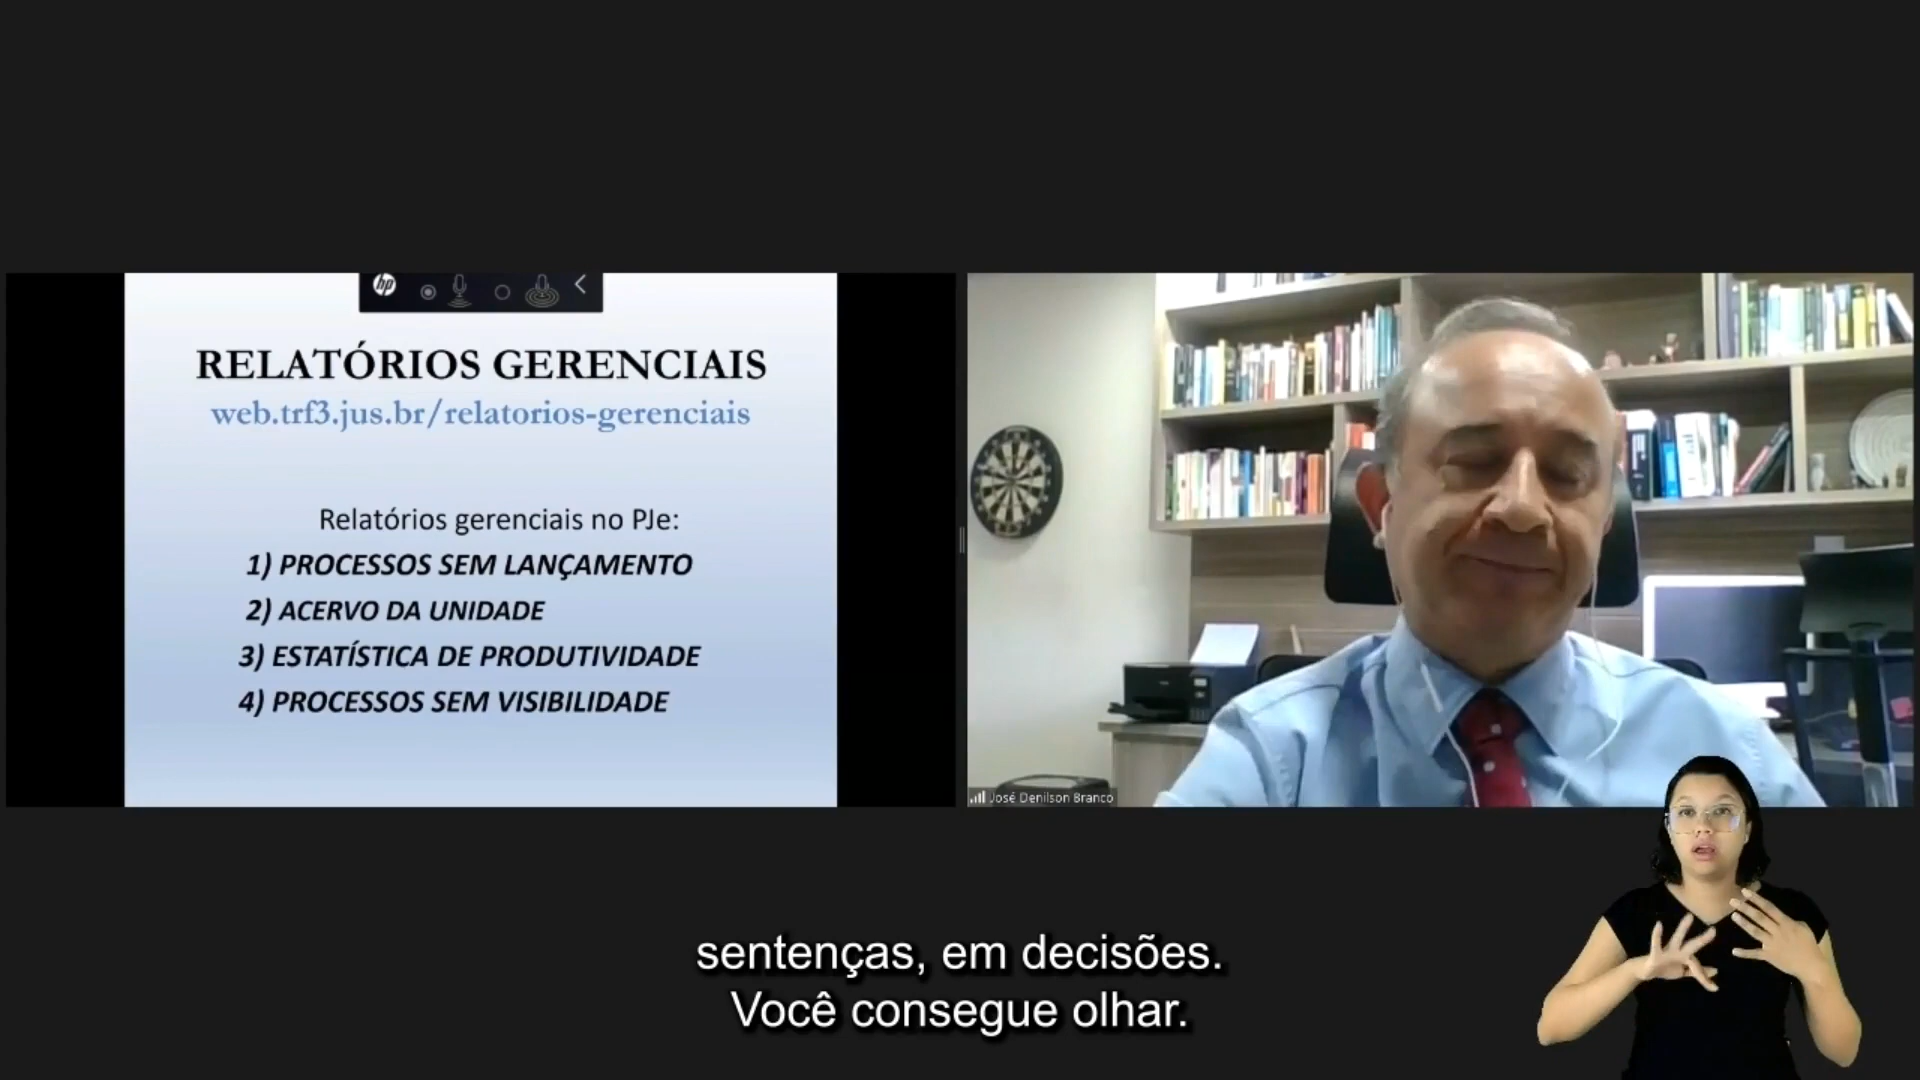 hp
RELATÓRIOS GERENCIAIS
web.trf3.jus.br/relatorios-gerenciais
Relatórios gerenciais no PJe:
1) PROCESSOS SEM LANÇAMENTO
2) ACERVO DA UNIDADE
3) ESTATÍSTICA DE PRODUTIVIDADE
4) PROCESSOS SEM VISIBILIDADE
José Denilson Branco
sentenças, em decisões.
Você consegue olhar.